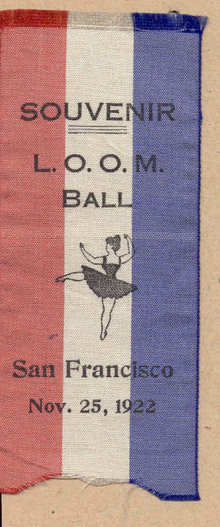 SOUVENIR
L. O. O. M.
BALL
San Francisco
Nov. 25, 1922